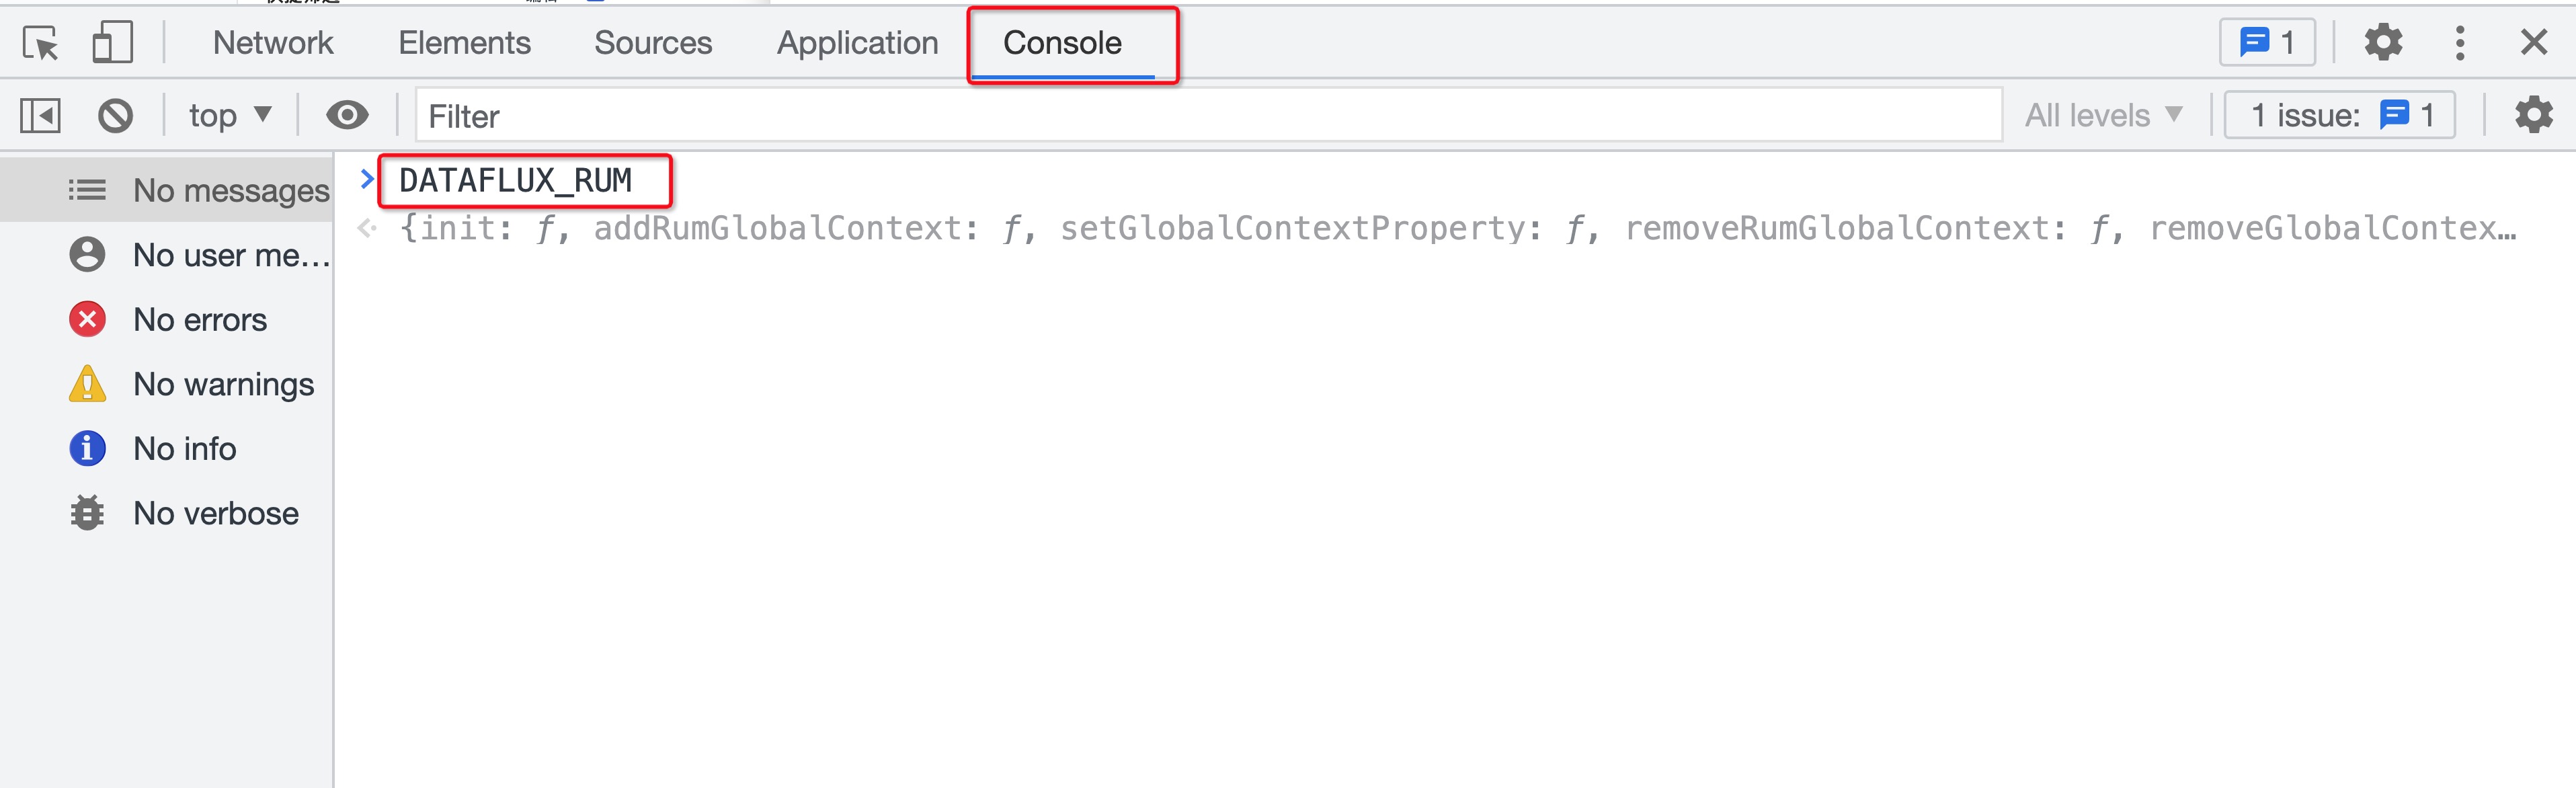 Network Elements Sources Application Console 1
top Filter All levels 1 issue: 1
No messages
No user me...
No errors
No warnings
No info
No verbose
> DATAFLUX_RUM
{init: ƒ, addRumGlobalContext: ƒ, setGlobalContextProperty: ƒ, removeRumGlobalContext: ƒ, removeGlobalContex…